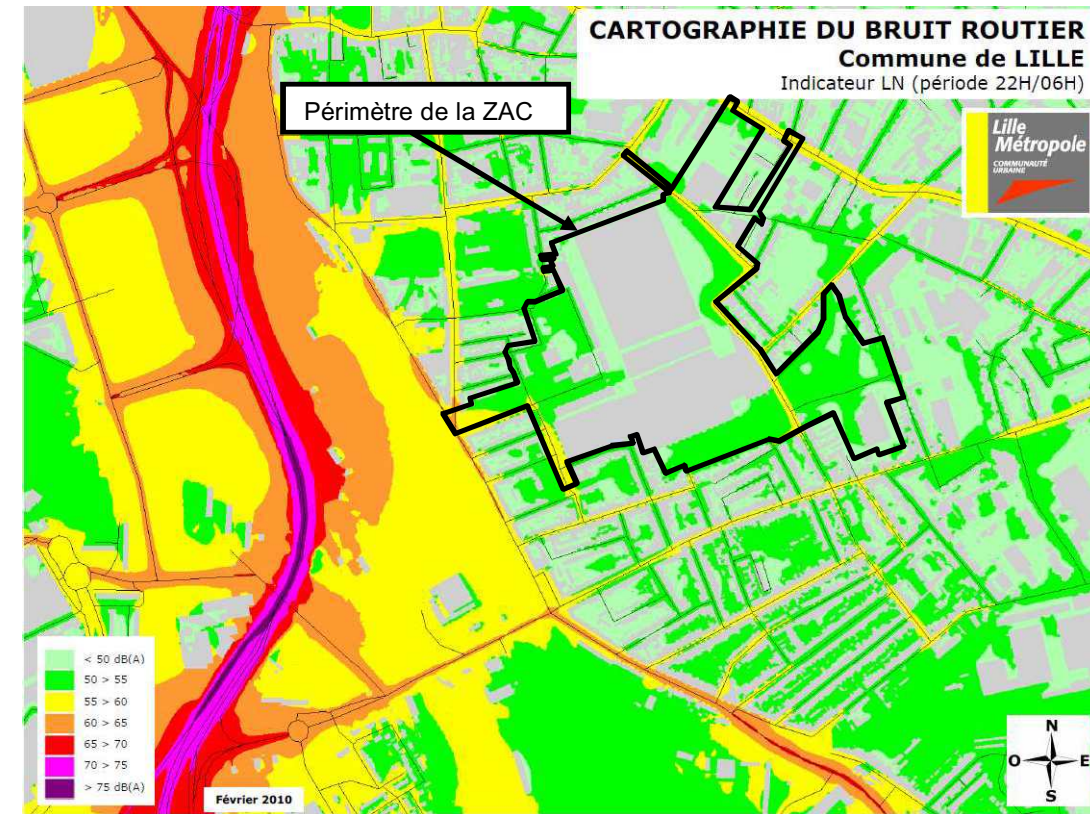 CARTOGRAPHIE DU BRUIT ROUTIER
Commune de LILLE
Indicateur LN (période 22H/06H)
Périmètre de la ZAC
Lille
Métropole
COMMUNAUTÉ
URBAINE
< 50 dB(A)
50 > 55
55 > 60
60 > 65
65 > 70
70 > 75
> 75 dB(A)
Février 2010
N
O
E
S